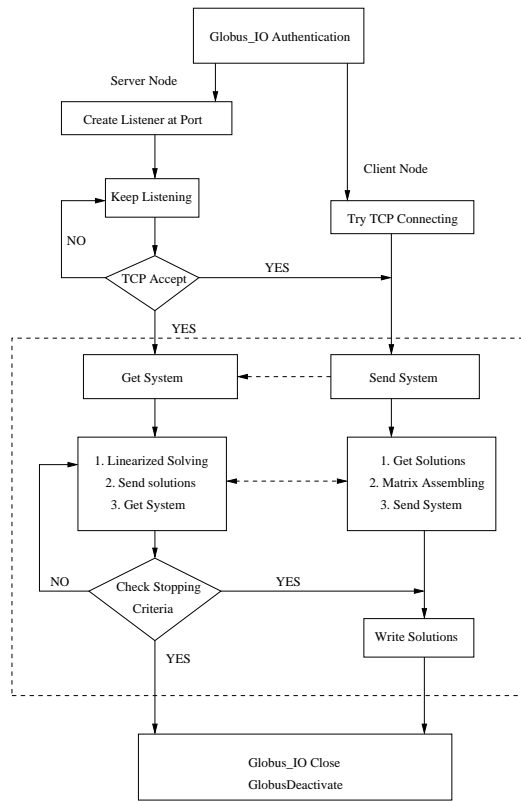 Globus_IO Authentication
Server Node
Create Listener at Port
Client Node
Keep Listening
Try TCP Connecting
NO
TCP Accept
YES
YES
Get System
Send System
1. Linearized Solving
2. Send solutions
3. Get System
1. Get Solutions
2. Matrix Assembling
3. Send System
NO
Check Stopping
Criteria
YES
Write Solutions
YES
Globus_IO Close
GlobusDeactivate